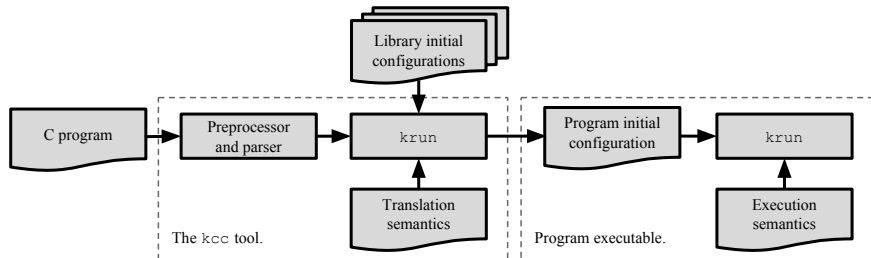 Library initial
configurations
C program
Preprocessor
and parser
krun
Program initial
configuration
krun
Translation
semantics
Execution
semantics
The kcc tool.
Program executable.